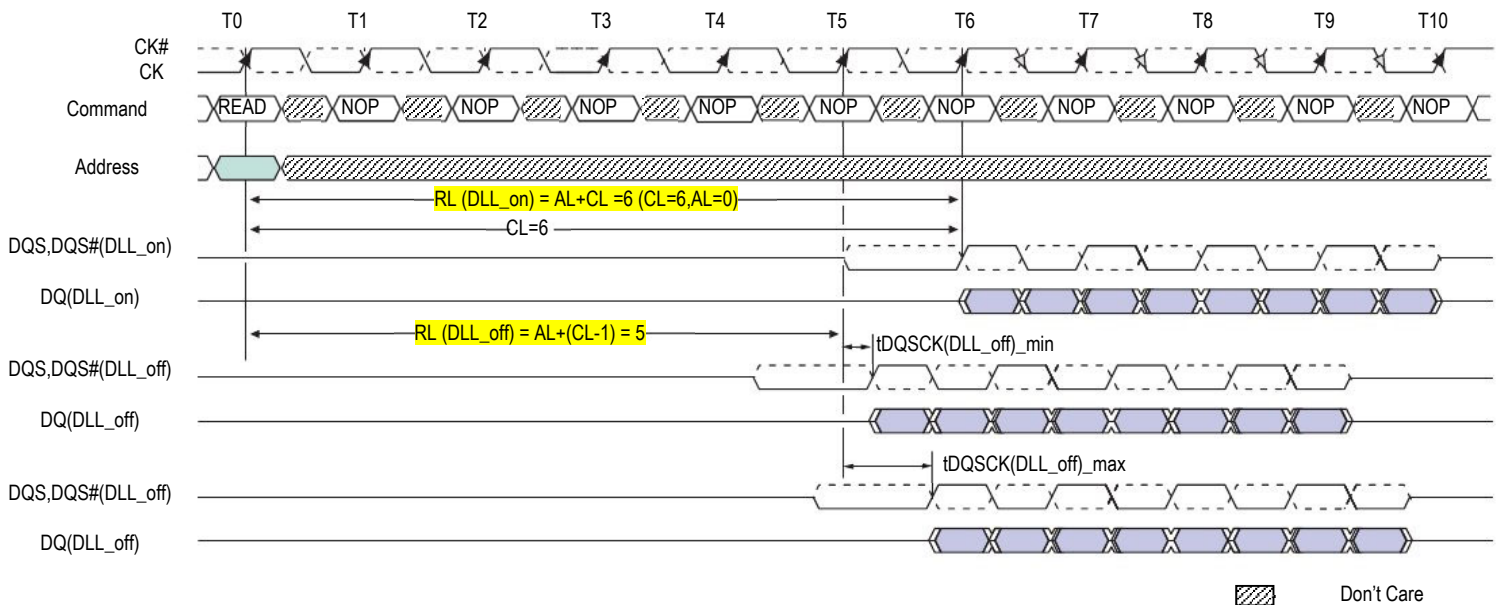 T0 T1 T2 T3 T4 T5 T6 T7 T8 T9 T10
CK#
CK
Command READ NOP NOP NOP NOP NOP NOP NOP NOP NOP NOP
Address
RL (DLL_on) = AL+CL =6 (CL=6,AL=0)
CL=6
DQS,DQS#(DLL_on)
DQ(DLL_on)
RL (DLL_off) = AL+(CL-1) = 5
tDQSCK(DLL_off)_min
DQS,DQS#(DLL_off)
DQ(DLL_off)
tDQSCK(DLL_off)_max
DQS,DQS#(DLL_off)
DQ(DLL_off)
Don't Care